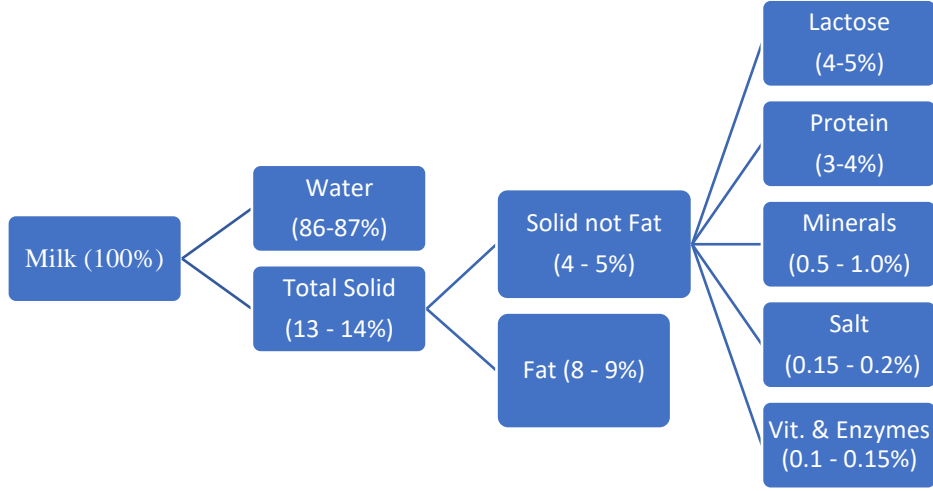 Milk (100%)
Water
(86-87%)
Total Solid
(13 - 14%)
Solid not Fat
(4 - 5%)
Fat (8 - 9%)
Lactose
(4-5%)
Protein
(3-4%)
Minerals
(0.5 - 1.0%)
Salt
(0.15 - 0.2%)
Vit. & Enzymes
(0.1 - 0.15%)